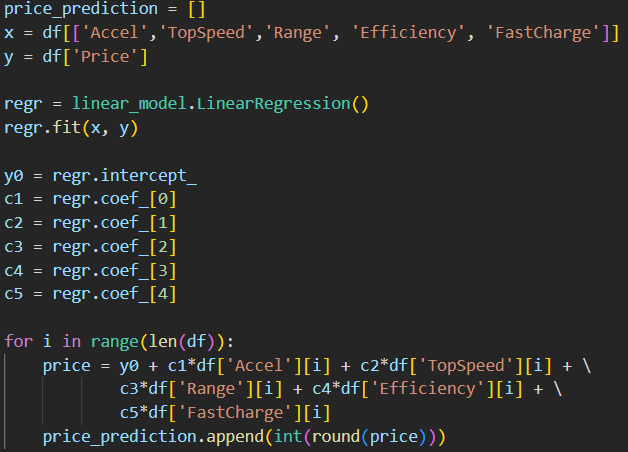 price_prediction = []
x = df[['Accel','TopSpeed','Range', 'Efficiency', 'FastCharge']]
y = df['Price']

regr = linear_model.LinearRegression()
regr.fit(x, y)

y0 = regr.intercept_
c1 = regr.coef_[0]
c2 = regr.coef_[1]
c3 = regr.coef_[2]
c4 = regr.coef_[3]
c5 = regr.coef_[4]

for i in range(len(df)):
    price = y0 + c1*df['Accel'][i] + c2*df['TopSpeed'][i] + \
            c3*df['Range'][i] + c4*df['Efficiency'][i] + \
            c5*df['FastCharge'][i]
    price_prediction.append(int(round(price)))